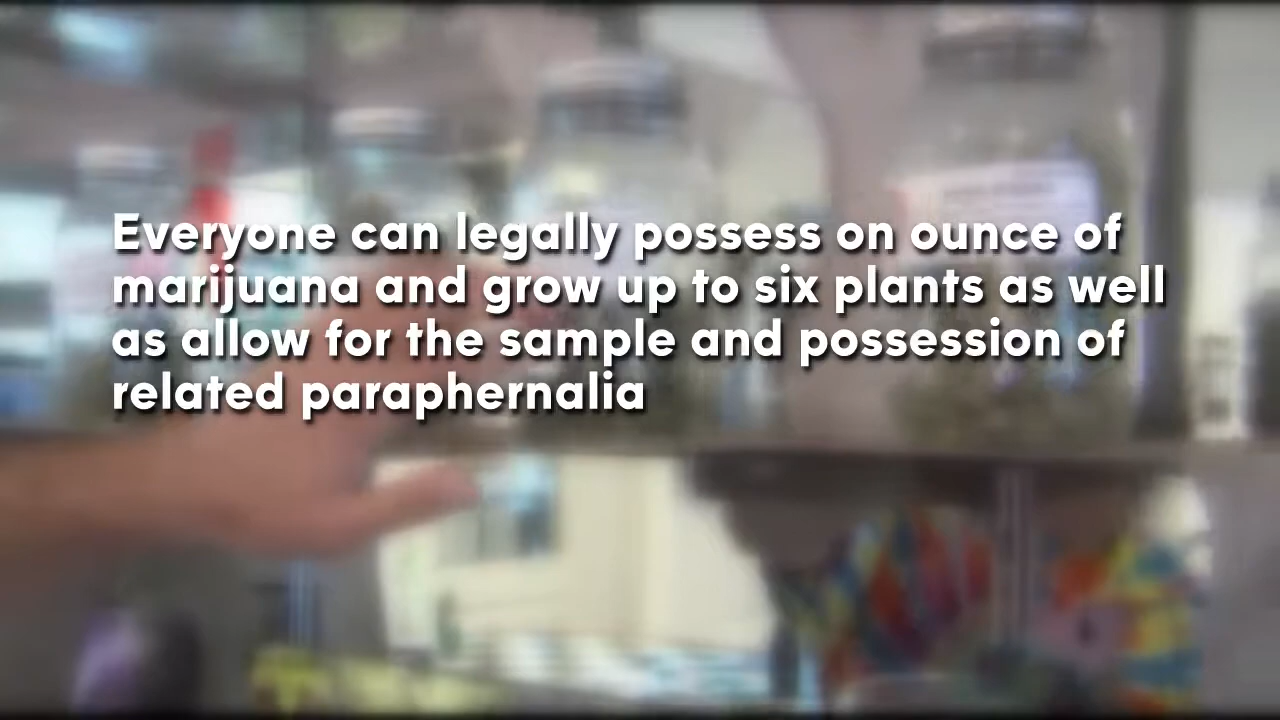 Everyone can legally possess on ounce of
marijuana and grow up to six plants as well
as allow for the sample and possession of
related paraphernalia